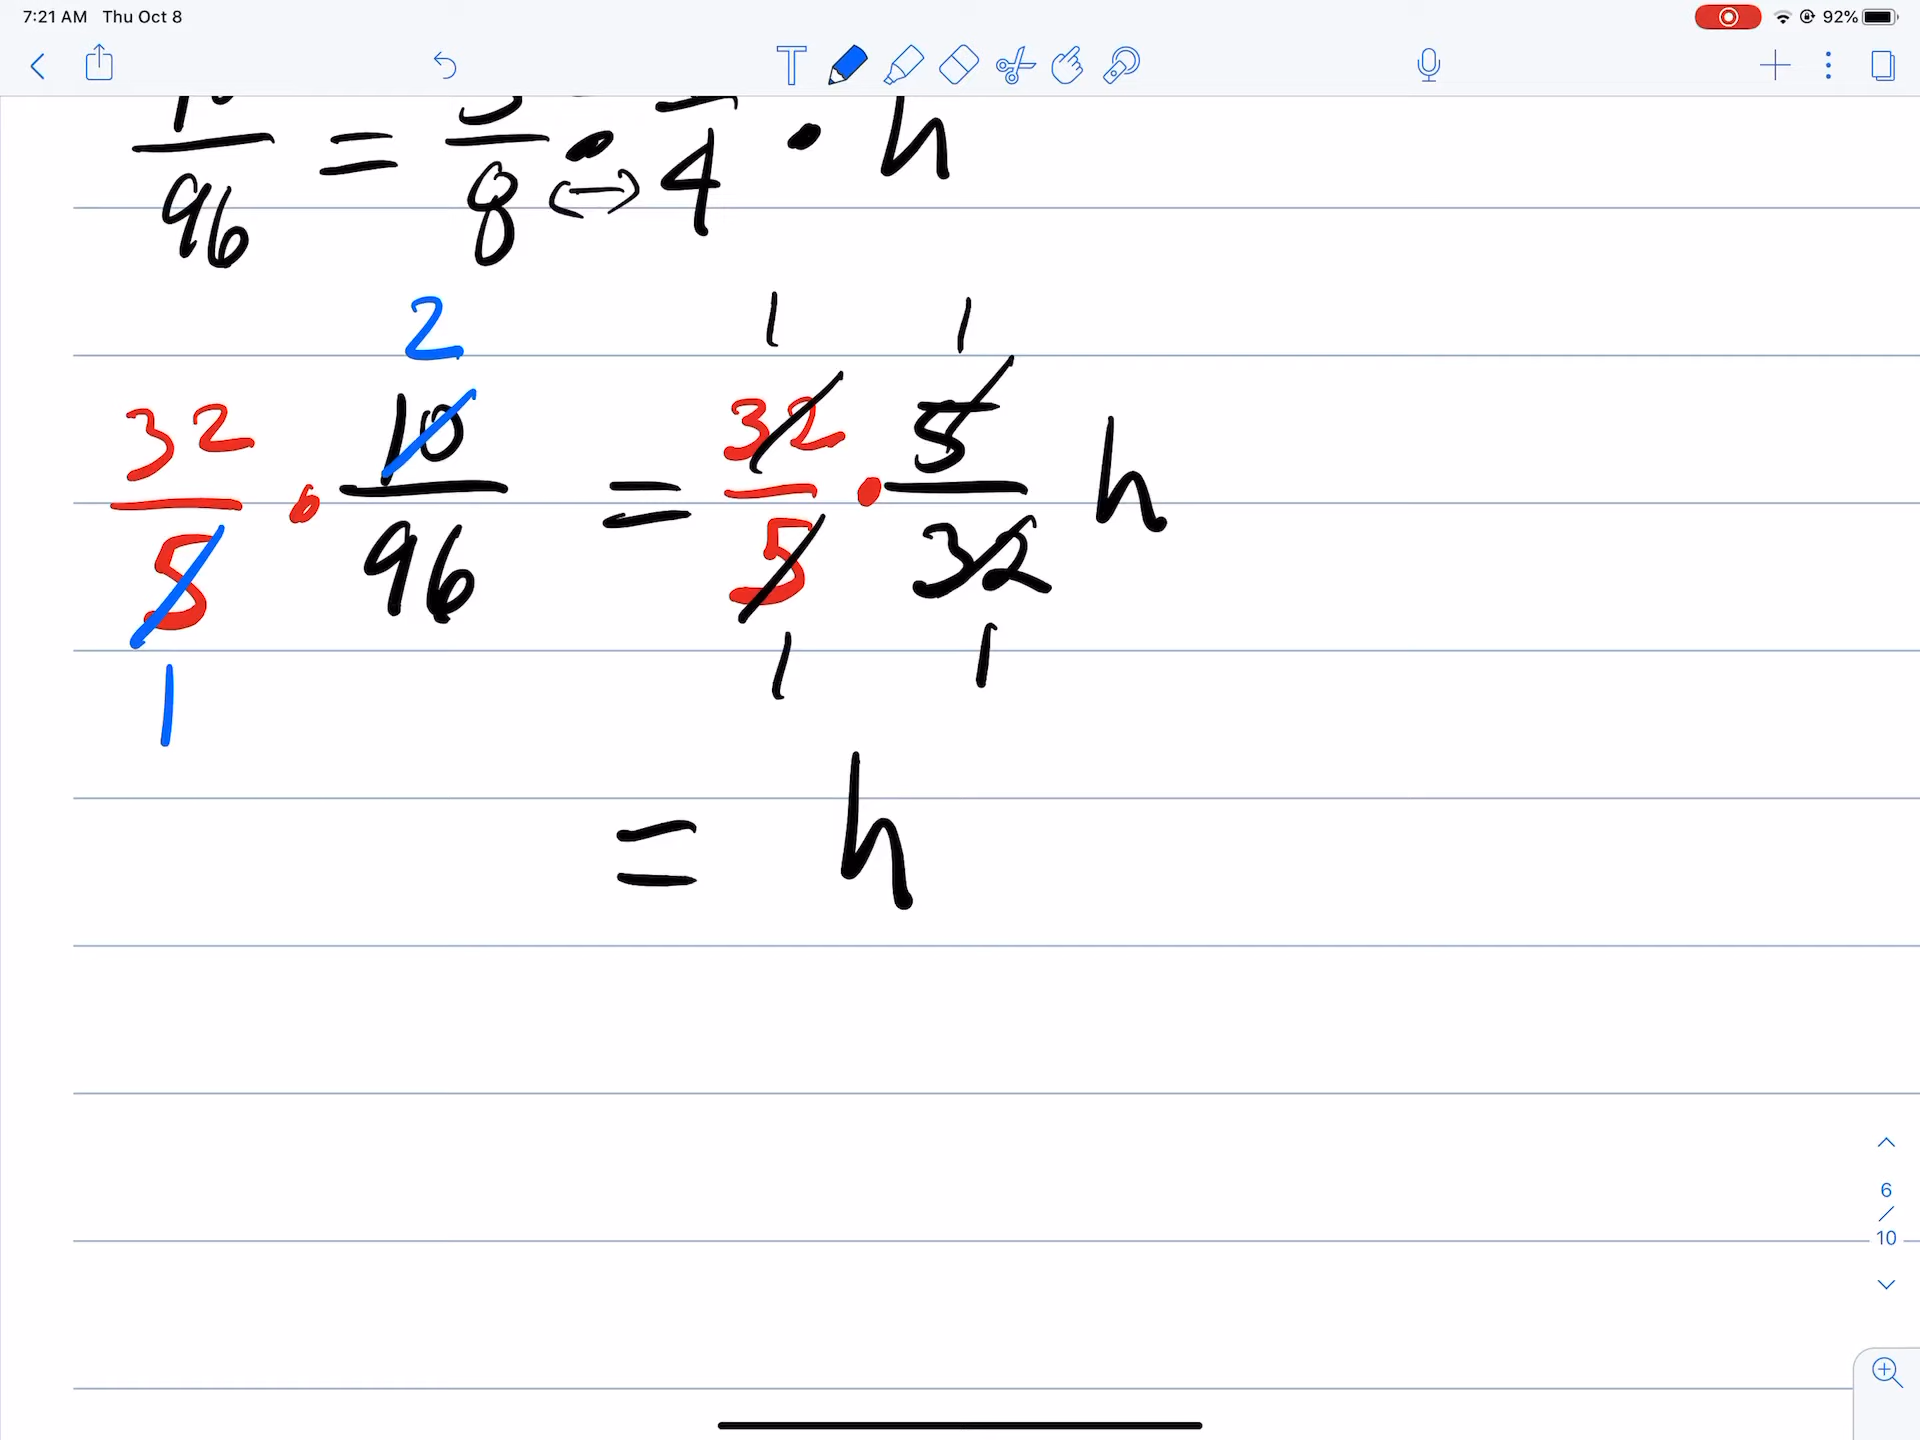 7:21 AM Thu Oct 8 92%
T
96 = 8 · 4 · h
2 1 1
32 · 10 = 32 · 5 h
5 96 5 32
1 1 1
= h
6
/
10